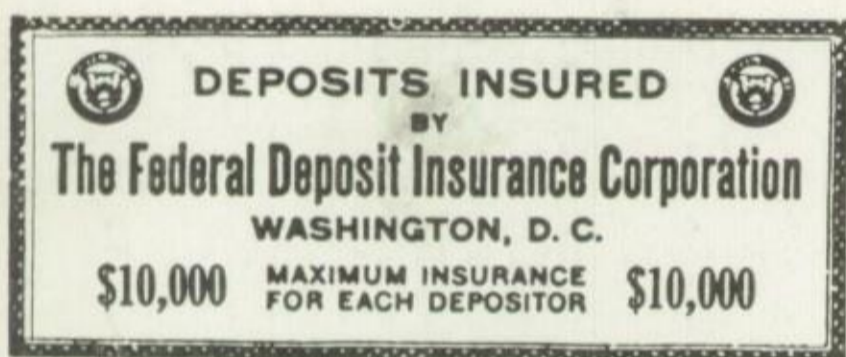 DEPOSITS INSURED
BY
The Federal Deposit Insurance Corporation
WASHINGTON, D. C.
$10,000 MAXIMUM INSURANCE FOR EACH DEPOSITOR $10,000